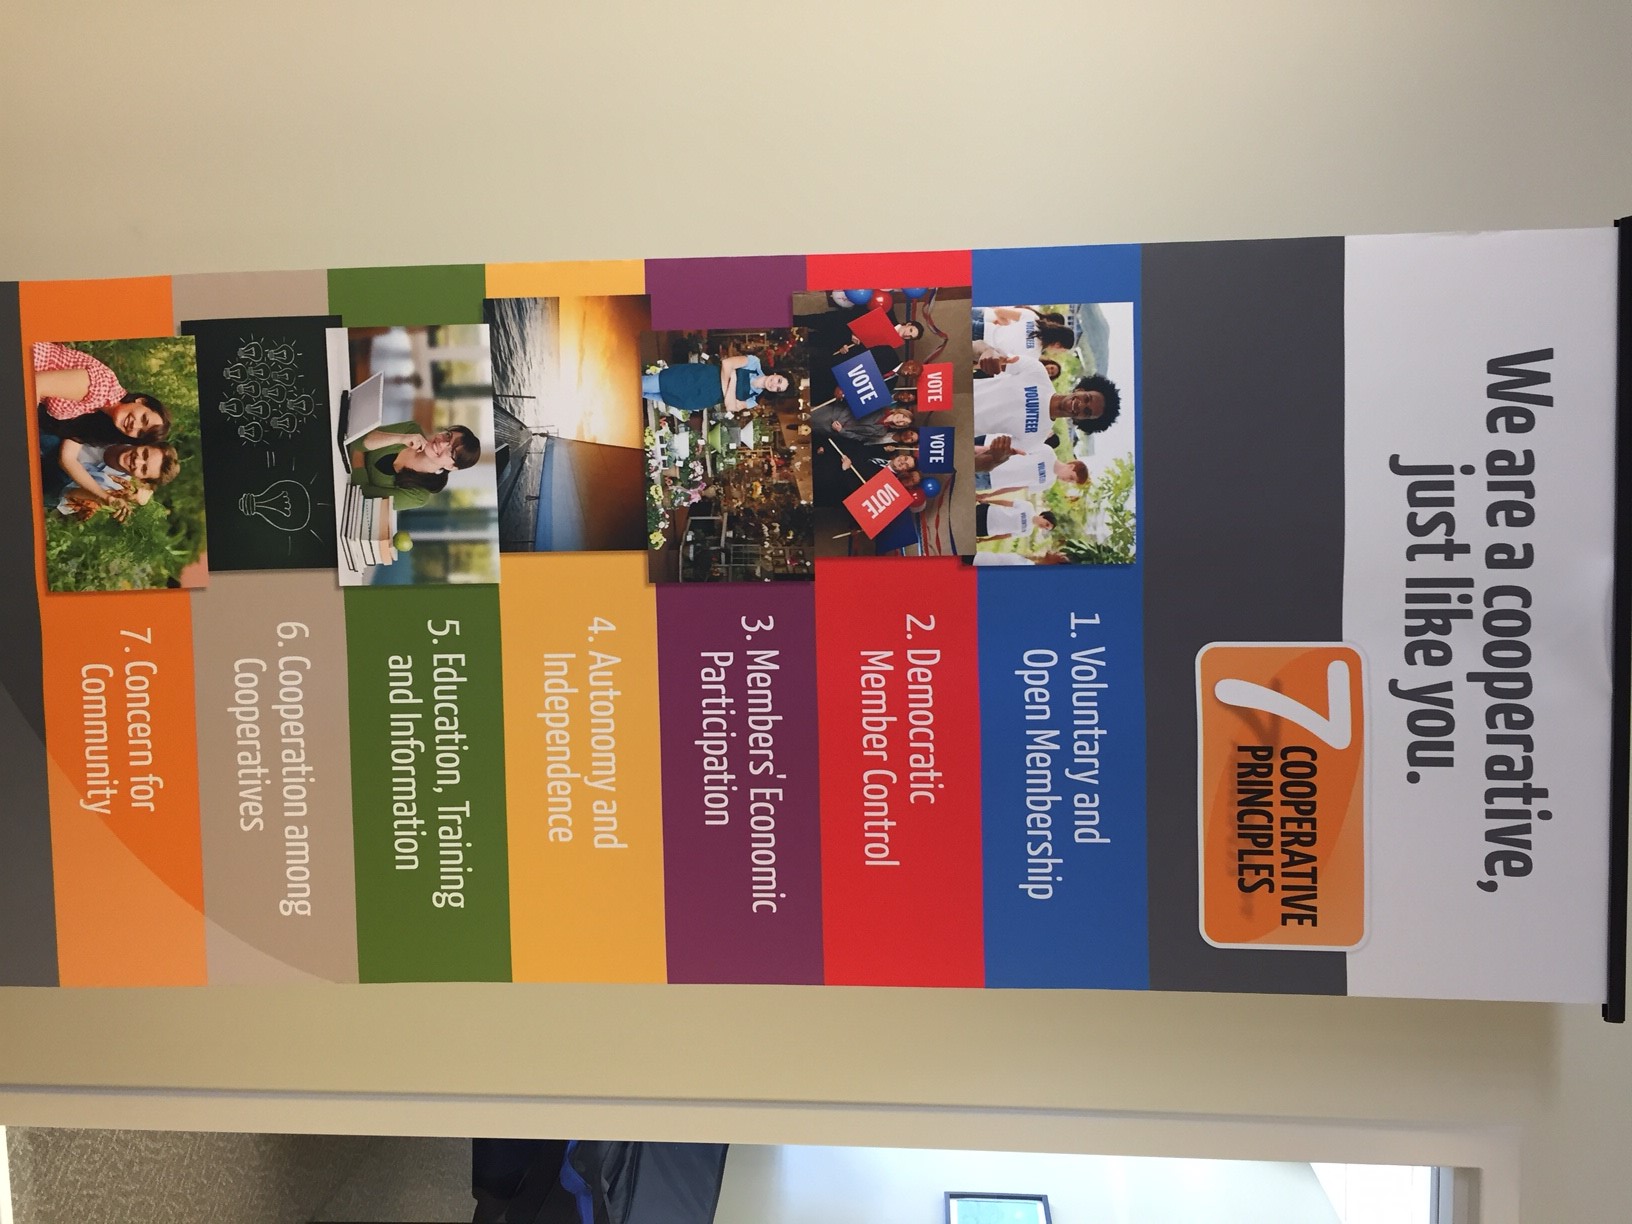 We are a cooperative,
just like you.
7
COOPERATIVE
PRINCIPLES
1. Voluntary and
Open Membership
VOLUNTEER
VOLUNTEER
VOLUNTEER
2. Democratic
Member Control
VOTE
VOTE
VOTE
VOTE
3. Members' Economic
Participation
4. Autonomy and
Independence
5. Education, Training
and Information
6. Cooperation among
Cooperatives
=
7. Concern for
Community